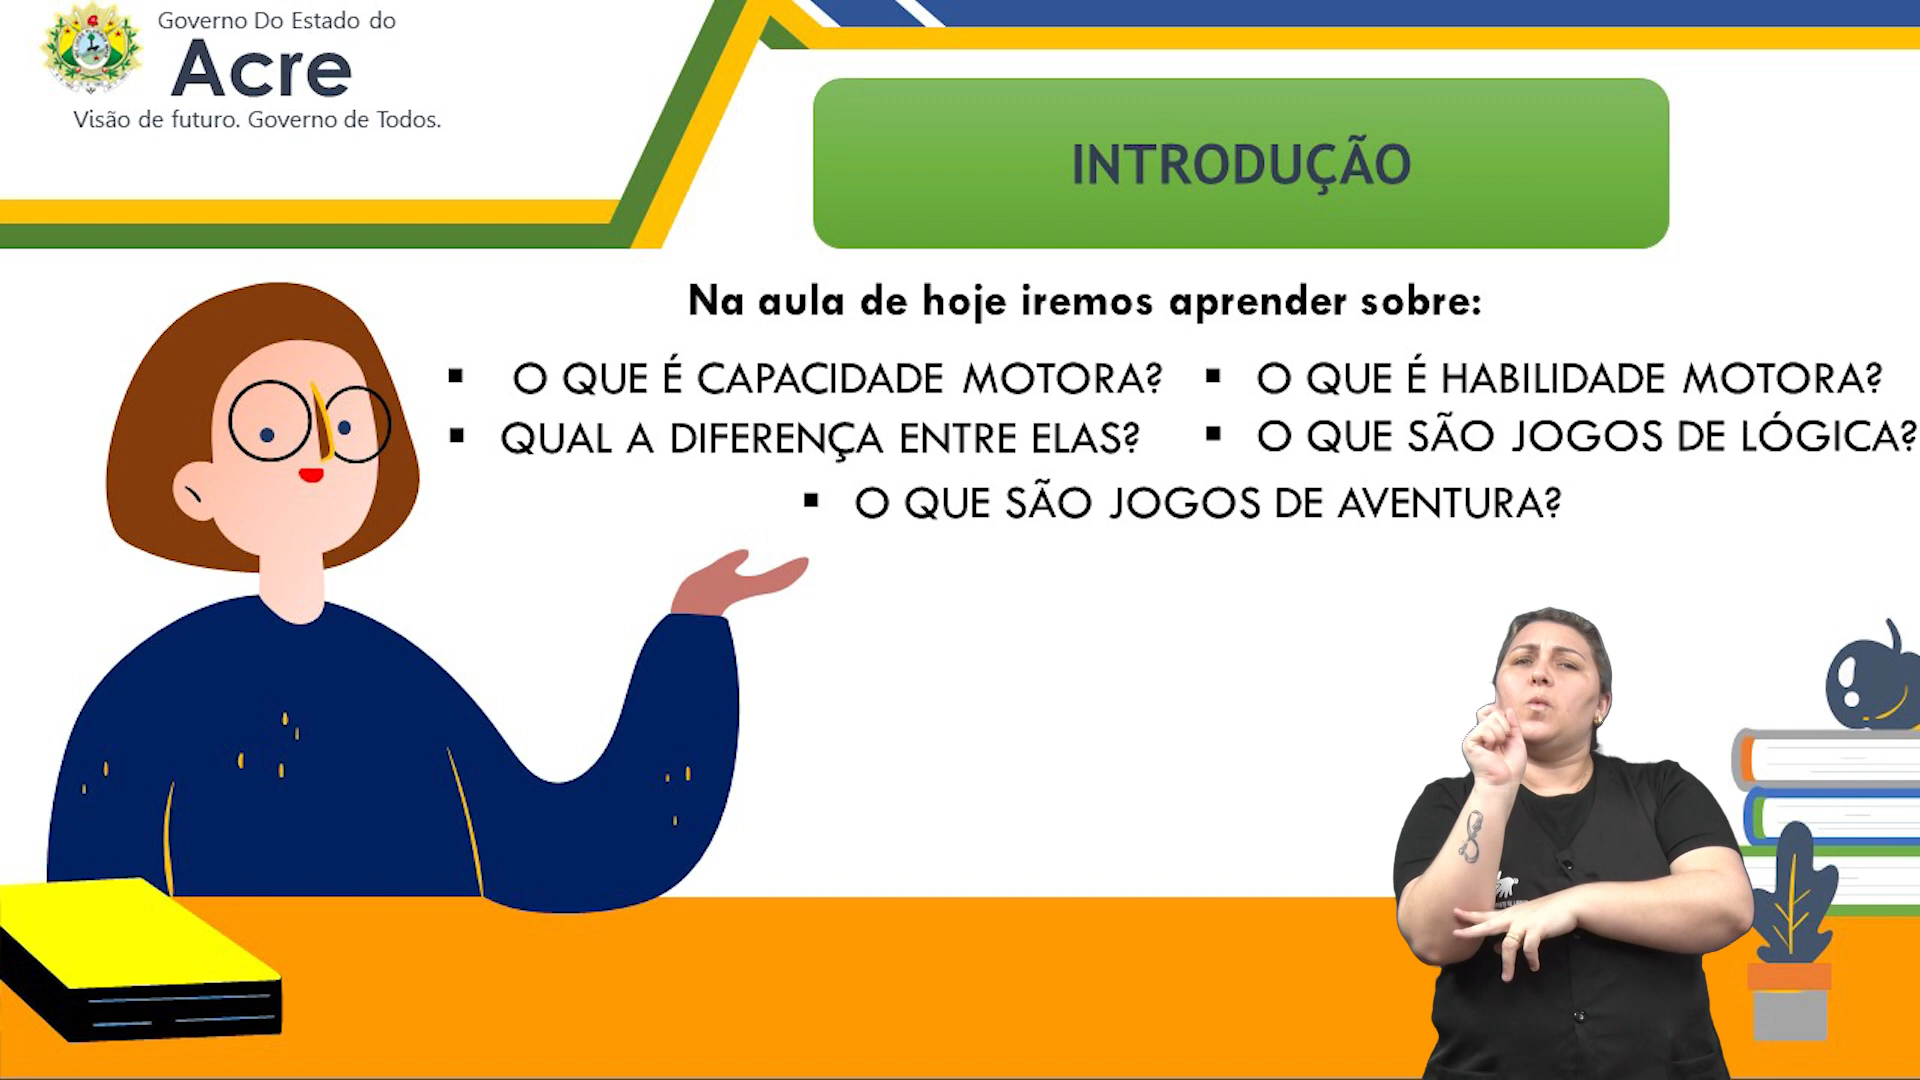 Governo Do Estado do
Acre
Visão de futuro. Governo de Todos.
INTRODUÇÃO
Na aula de hoje iremos aprender sobre:
▪ O QUE É CAPACIDADE MOTORA?
▪ O QUE É HABILIDADE MOTORA?
▪ QUAL A DIFERENÇA ENTRE ELAS?
▪ O QUE SÃO JOGOS DE LÓGICA?
▪ O QUE SÃO JOGOS DE AVENTURA?